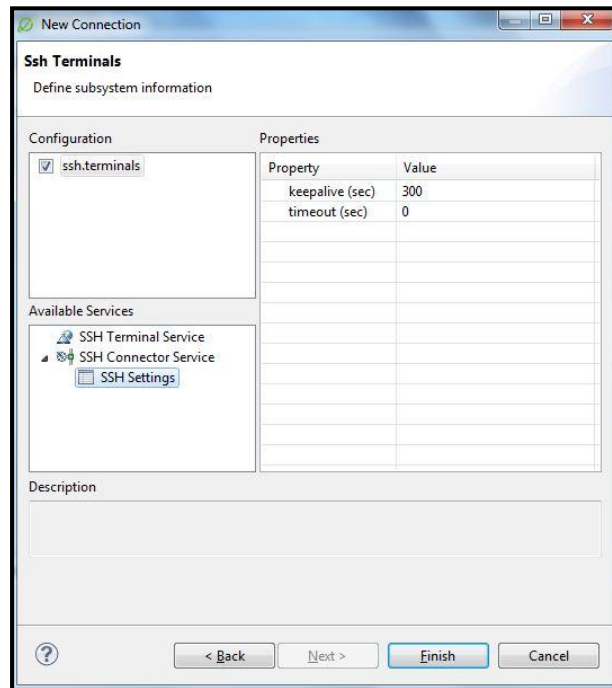 New Connection
Ssh Terminals
Define subsystem information
Configuration
ssh.terminals
Properties
Property Value
keepalive (sec) 300
timeout (sec) 0
Available Services
SSH Terminal Service
SSH Connector Service
SSH Settings
Description
< Back Next > Finish Cancel